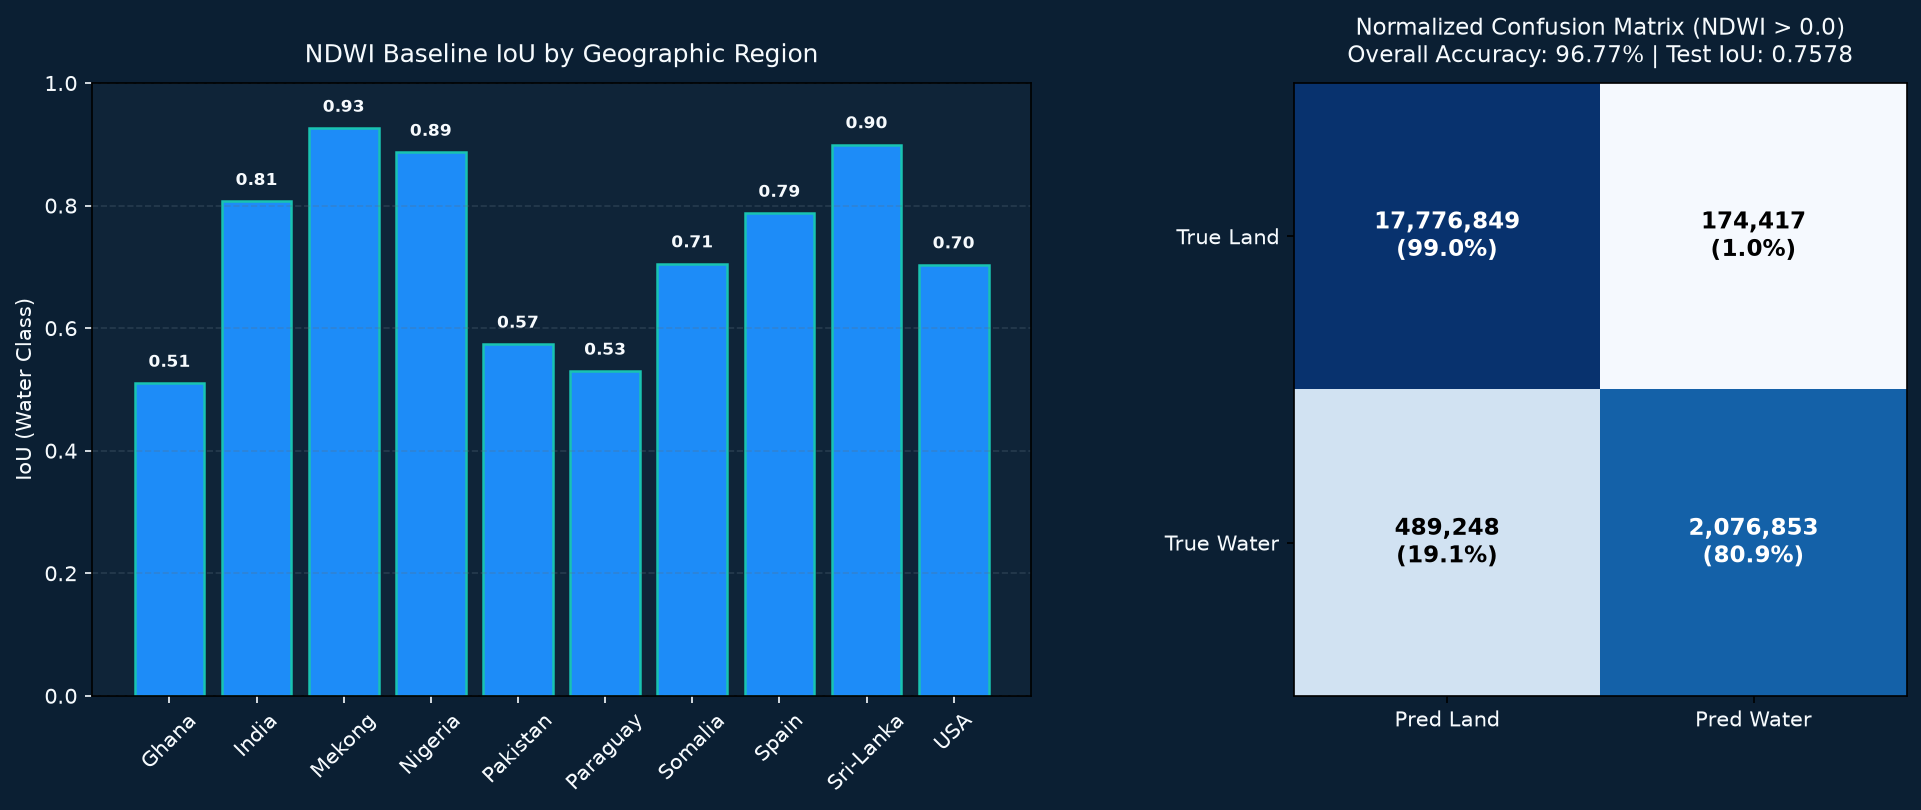 NDWI Baseline IoU by Geographic Region
IoU (Water Class)
1.0
0.8
0.6
0.4
0.2
0.0
0.51
0.81
0.93
0.89
0.57
0.53
0.71
0.79
0.90
0.70
Ghana
India
Mekong
Nigeria
Pakistan
Paraguay
Somalia
Spain
Sri-Lanka
USA
Normalized Confusion Matrix (NDWI > 0.0)
Overall Accuracy: 96.77% | Test IoU: 0.7578
True Land
17,776,849
(99.0%)
174,417
(1.0%)
True Water
489,248
(19.1%)
2,076,853
(80.9%)
Pred Land
Pred Water